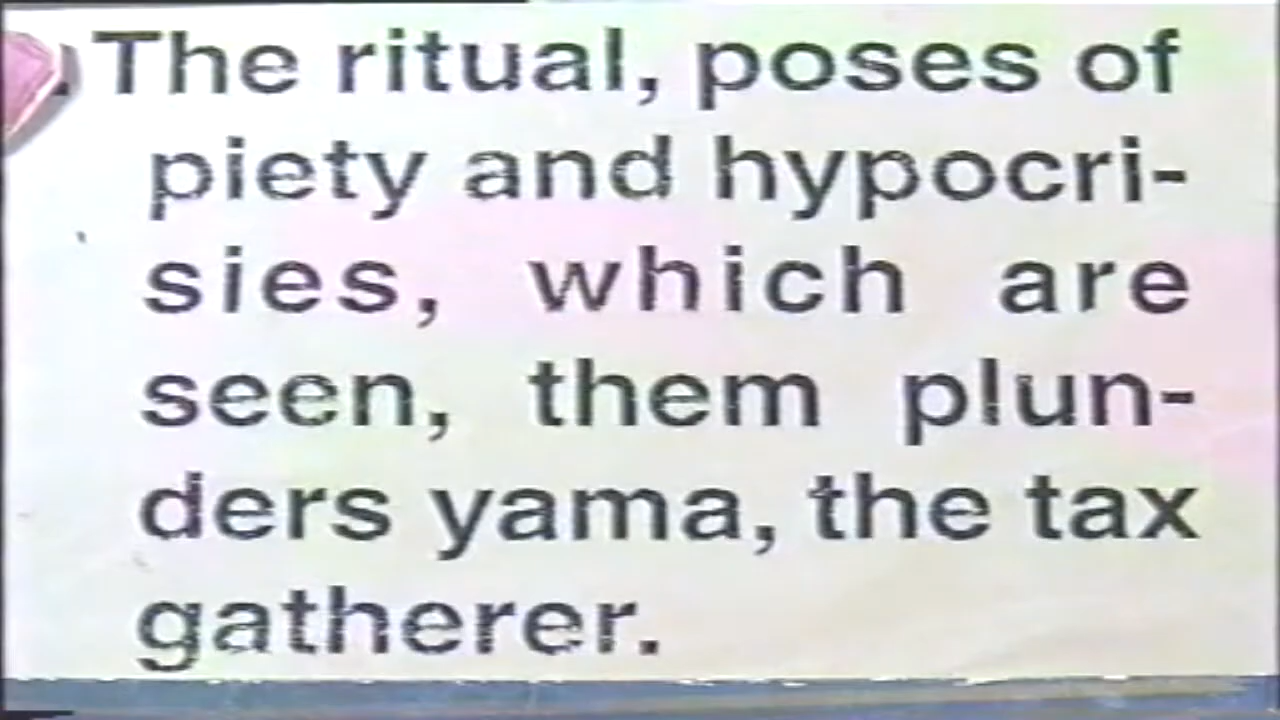 The ritual, poses of
piety and hypocri-
sies, which are
seen, them plun-
ders yama, the tax
gatherer.